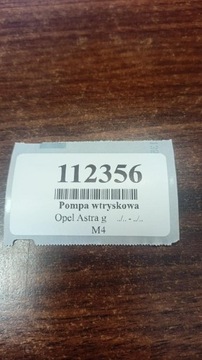 112356
Pompa wtryskowa
Opel Astra g ../.. - ../..
M4